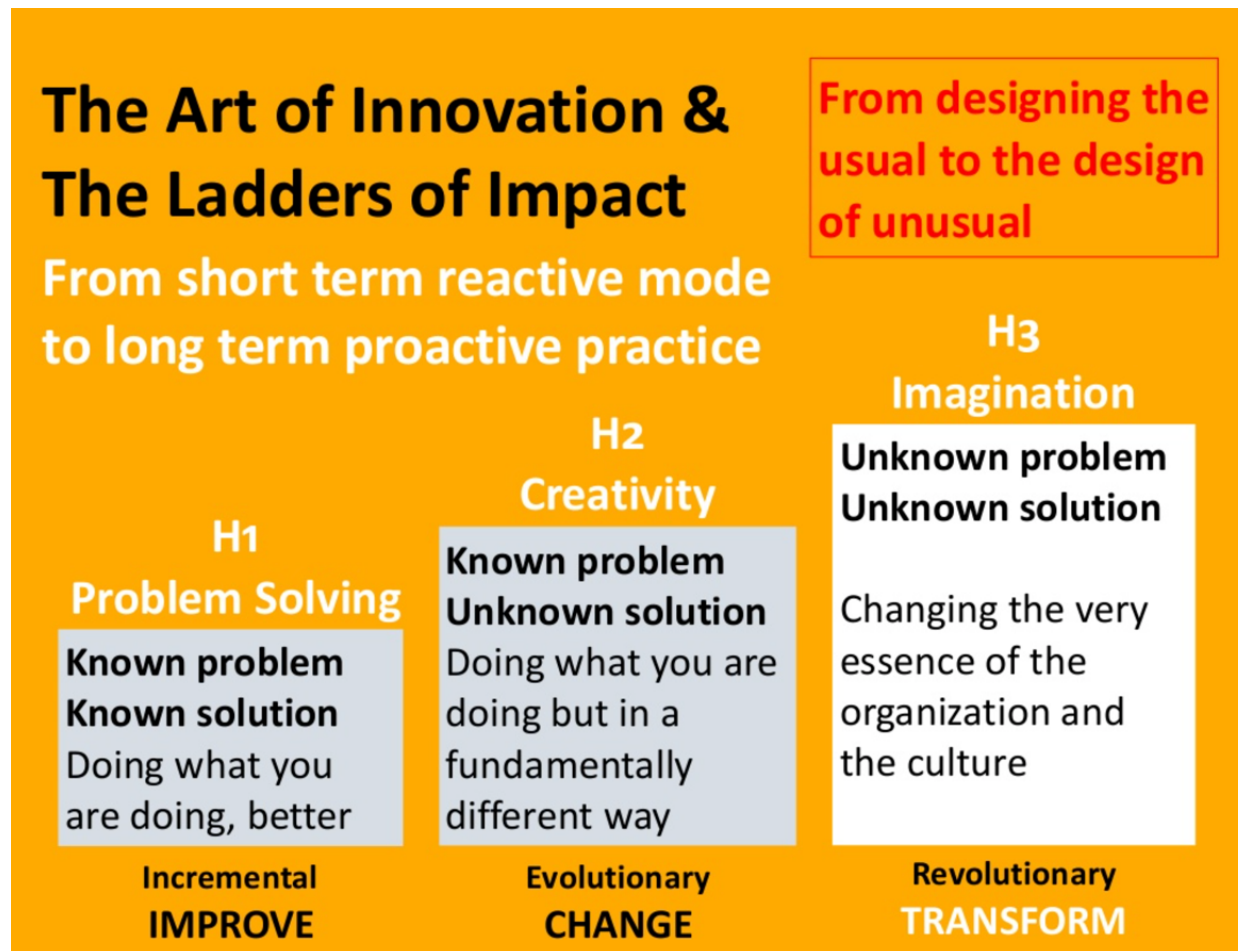 The Art of Innovation &
The Ladders of Impact
From short term reactive mode
to long term proactive practice
From designing the
usual to the design
of unusual
H1
Problem Solving
Known problem
Known solution
Doing what you
are doing, better
Incremental
IMPROVE
H2
Creativity
Known problem
Unknown solution
Doing what you are
doing but in a
fundamentally
different way
Evolutionary
CHANGE
H3
Imagination
Unknown problem
Unknown solution
Changing the very
essence of the
organization and
the culture
Revolutionary
TRANSFORM